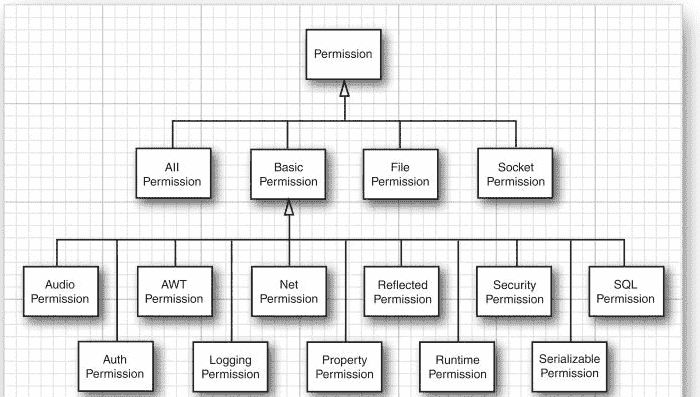 Permission
All
Permission
Basic
Permission
File
Permission
Socket
Permission
Audio
Permission
AWT
Permission
Net
Permission
Reflected
Permission
Security
Permission
SQL
Permission
Auth
Permission
Logging
Permission
Property
Permission
Runtime
Permission
Serializable
Permission